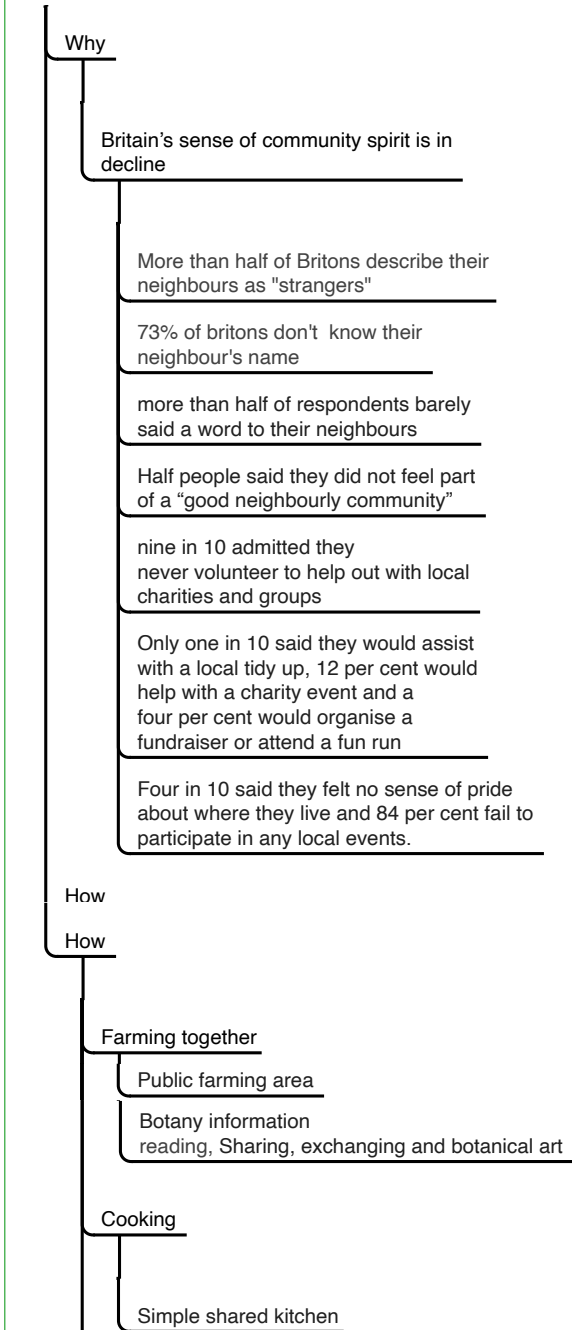 Why
Britain’s sense of community spirit is in
decline
More than half of Britons describe their
neighbours as "strangers"
73% of britons don't  know their
neighbour's name
more than half of respondents barely
said a word to their neighbours
Half people said they did not feel part
of a “good neighbourly community”
nine in 10 admitted they
never volunteer to help out with local
charities and groups
Only one in 10 said they would assist
with a local tidy up, 12 per cent would
help with a charity event and a
four per cent would organise a
fundraiser or attend a fun run
Four in 10 said they felt no sense of pride
about where they live and 84 per cent fail to
participate in any local events.
How
How
Farming together
Public farming area
Botany information
reading, Sharing, exchanging and botanical art
Cooking
Simple shared kitchen